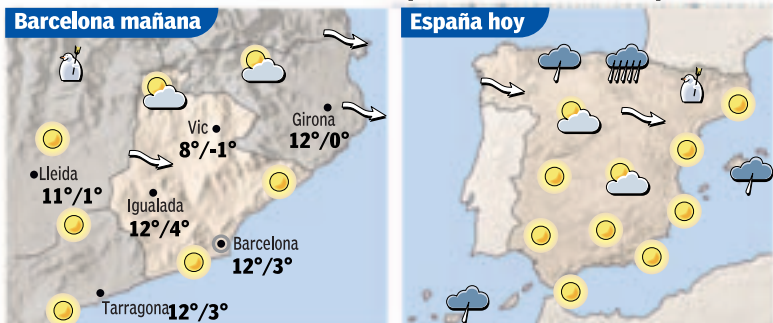 Barcelona mañana
España hoy
Girona
12°/0°
Vic
8°/-1°
Lleida
11°/1°
Igualada
12°/4°
Barcelona
12°/3°
Tarragona 12°/3°